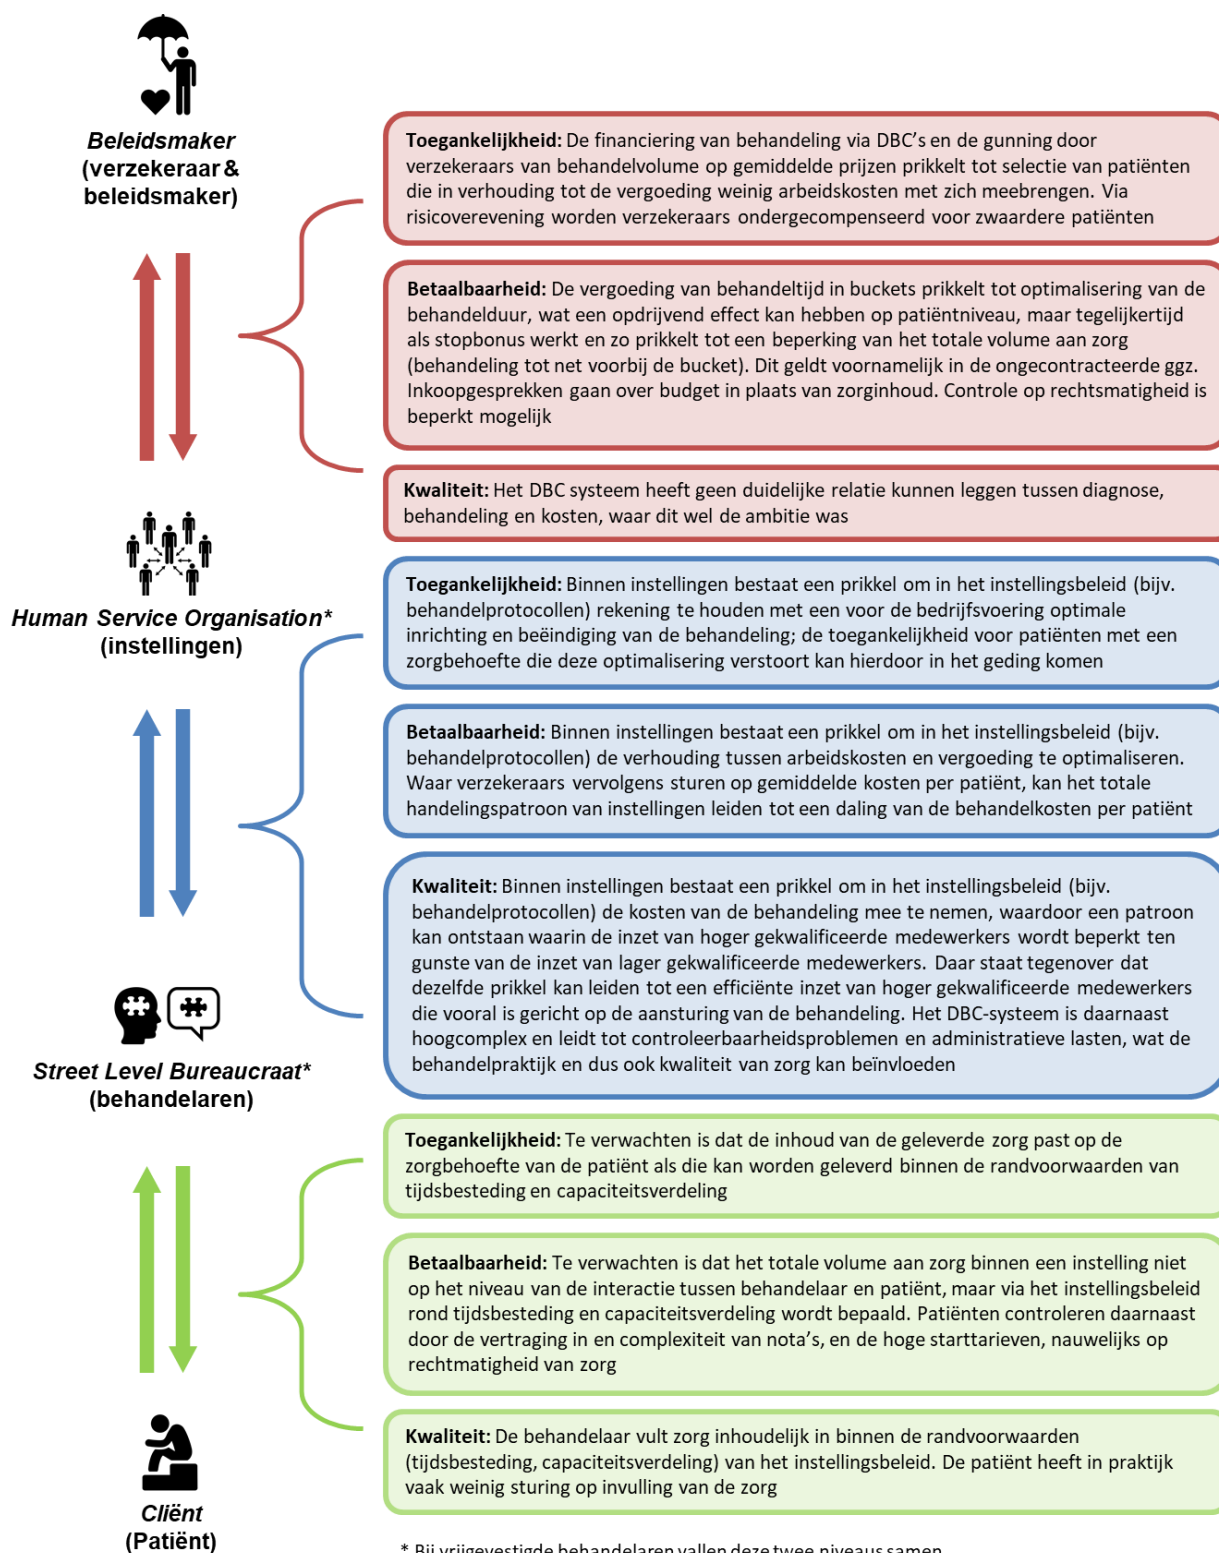 Beleidsmaker
(verzekeraar &
beleidsmaker)
Toegankelijkheid: De financiering van behandeling via DBC's en de gunning door
verzekeraars van behandelvolume op gemiddelde prijzen prikkelt tot selectie van patiënten
die in verhouding tot de vergoeding weinig arbeidskosten met zich meebrengen. Via
risicoverevening worden verzekeraars ondergecompenseerd voor zwaardere patiënten
Betaalbaarheid: De vergoeding van behandeltijd in buckets prikkelt tot optimalisering van de
behandelduur, wat een opdrijvend effect kan hebben op patiëntniveau, maar tegelijkertijd
als stopbonus werkt en zo prikkelt tot een beperking van het totale volume aan zorg
(behandeling tot net voorbij de bucket). Dit geldt voornamelijk in de ongecontracteerde ggz.
Inkoopgesprekken gaan over budget in plaats van zorginhoud. Controle op rechtsmatigheid is
beperkt mogelijk
Kwaliteit: Het DBC systeem heeft geen duidelijke relatie kunnen leggen tussen diagnose,
behandeling en kosten, waar dit wel de ambitie was
Human Service Organisation*
(instellingen)
Toegankelijkheid: Binnen instellingen bestaat een prikkel om in het instellingsbeleid (bijv.
behandelprotocollen) rekening te houden met een voor de bedrijfsvoering optimale
inrichting en beëindiging van de behandeling; de toegankelijkheid voor patiënten met een
zorgbehoefte die deze optimalisering verstoort kan hierdoor in het geding komen
Betaalbaarheid: Binnen instellingen bestaat een prikkel om in het instellingsbeleid (bijv.
behandelprotocollen) de verhouding tussen arbeidskosten en vergoeding te optimaliseren.
Waar verzekeraars vervolgens sturen op gemiddelde kosten per patiënt, kan het totale
handelingspatroon van instellingen leiden tot een daling van de behandelkosten per patiënt
Kwaliteit: Binnen instellingen bestaat een prikkel om in het instellingsbeleid (bijv.
behandelprotocollen) de kosten van de behandeling mee te nemen, waardoor een patroon
kan ontstaan waarin de inzet van hoger gekwalificeerde medewerkers wordt beperkt ten
gunste van de inzet van lager gekwalificeerde medewerkers. Daar staat tegenover dat
dezelfde prikkel kan leiden tot een efficiënte inzet van hoger gekwalificeerde medewerkers
die vooral is gericht op de aansturing van de behandeling. Het DBC-systeem is daarnaast
hoogcomplex en leidt tot controleerbaarheidsproblemen en administratieve lasten, wat de
behandelpraktijk en dus ook kwaliteit van zorg kan beïnvloeden
Street Level Bureaucraat*
(behandelaren)
Toegankelijkheid: Te verwachten is dat de inhoud van de geleverde zorg past op de
zorgbehoefte van de patiënt als die kan worden geleverd binnen de randvoorwaarden van
tijdsbesteding en capaciteitsverdeling
Betaalbaarheid: Te verwachten is dat het totale volume aan zorg binnen een instelling niet
op het niveau van de interactie tussen behandelaar en patiënt, maar via het instellingsbeleid
rond tijdsbesteding en capaciteitsverdeling wordt bepaald. Patiënten controleren daarnaast
door de vertraging in en complexiteit van nota's, en de hoge starttarieven, nauwelijks op
rechtmatigheid van zorg
Kwaliteit: De behandelaar vult zorg inhoudelijk in binnen de randvoorwaarden
(tijdsbesteding, capaciteitsverdeling) van het instellingsbeleid. De patiënt heeft in praktijk
vaak weinig sturing op invulling van de zorg
Cliënt
(Patiënt)
* Bij vrijgevestigde behandelaren vallen deze twee niveaus samen